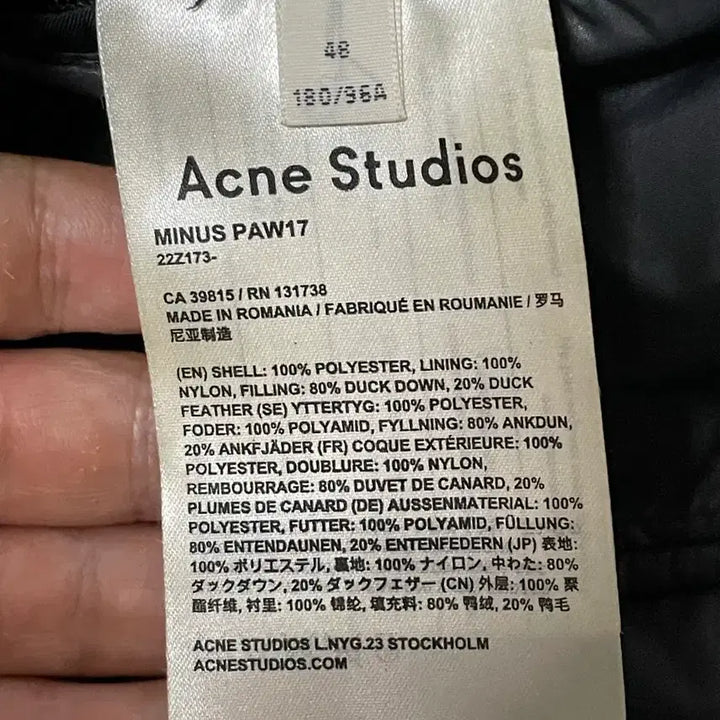 48
180/96A
Acne Studios
MINUS PAW17
22Z173-
CA 39815 / RN 131738
MADE IN ROMANIA / FABRIQUÉ EN ROUMANIE / 罗马
尼亚制造
(EN) SHELL: 100% POLYESTER, LINING: 100%
NYLON, FILLING: 80% DUCK DOWN, 20% DUCK
FEATHER (SE) YTTERTYG: 100% POLYESTER,
FODER: 100% POLYAMID, FYLLNING: 80% ANKDUN,
20% ANKFJÄDER (FR) COQUE EXTÉRIEURE: 100%
POLYESTER, DOUBLURE: 100% NYLON,
REMBOURRAGE: 80% DUVET DE CANARD, 20%
PLUMES DE CANARD (DE) AUSSENMATERIAL: 100%
POLYESTER, FUTTER: 100% POLYAMID, FÜLLUNG:
80% ENTENDAUNEN, 20% ENTENFEDERN (JP) 表地:
100% ポリエステル, 裏地: 100% ナイロン, 中わた: 80%
ダックダウン, 20% ダックフェザー (CN) 外层: 100% 聚
酯纤维, 衬里: 100% 锦纶, 填充料: 80% 鸭绒, 20% 鸭毛
ACNE STUDIOS L.NYG.23 STOCKHOLM
ACNESTUDIOS.COM